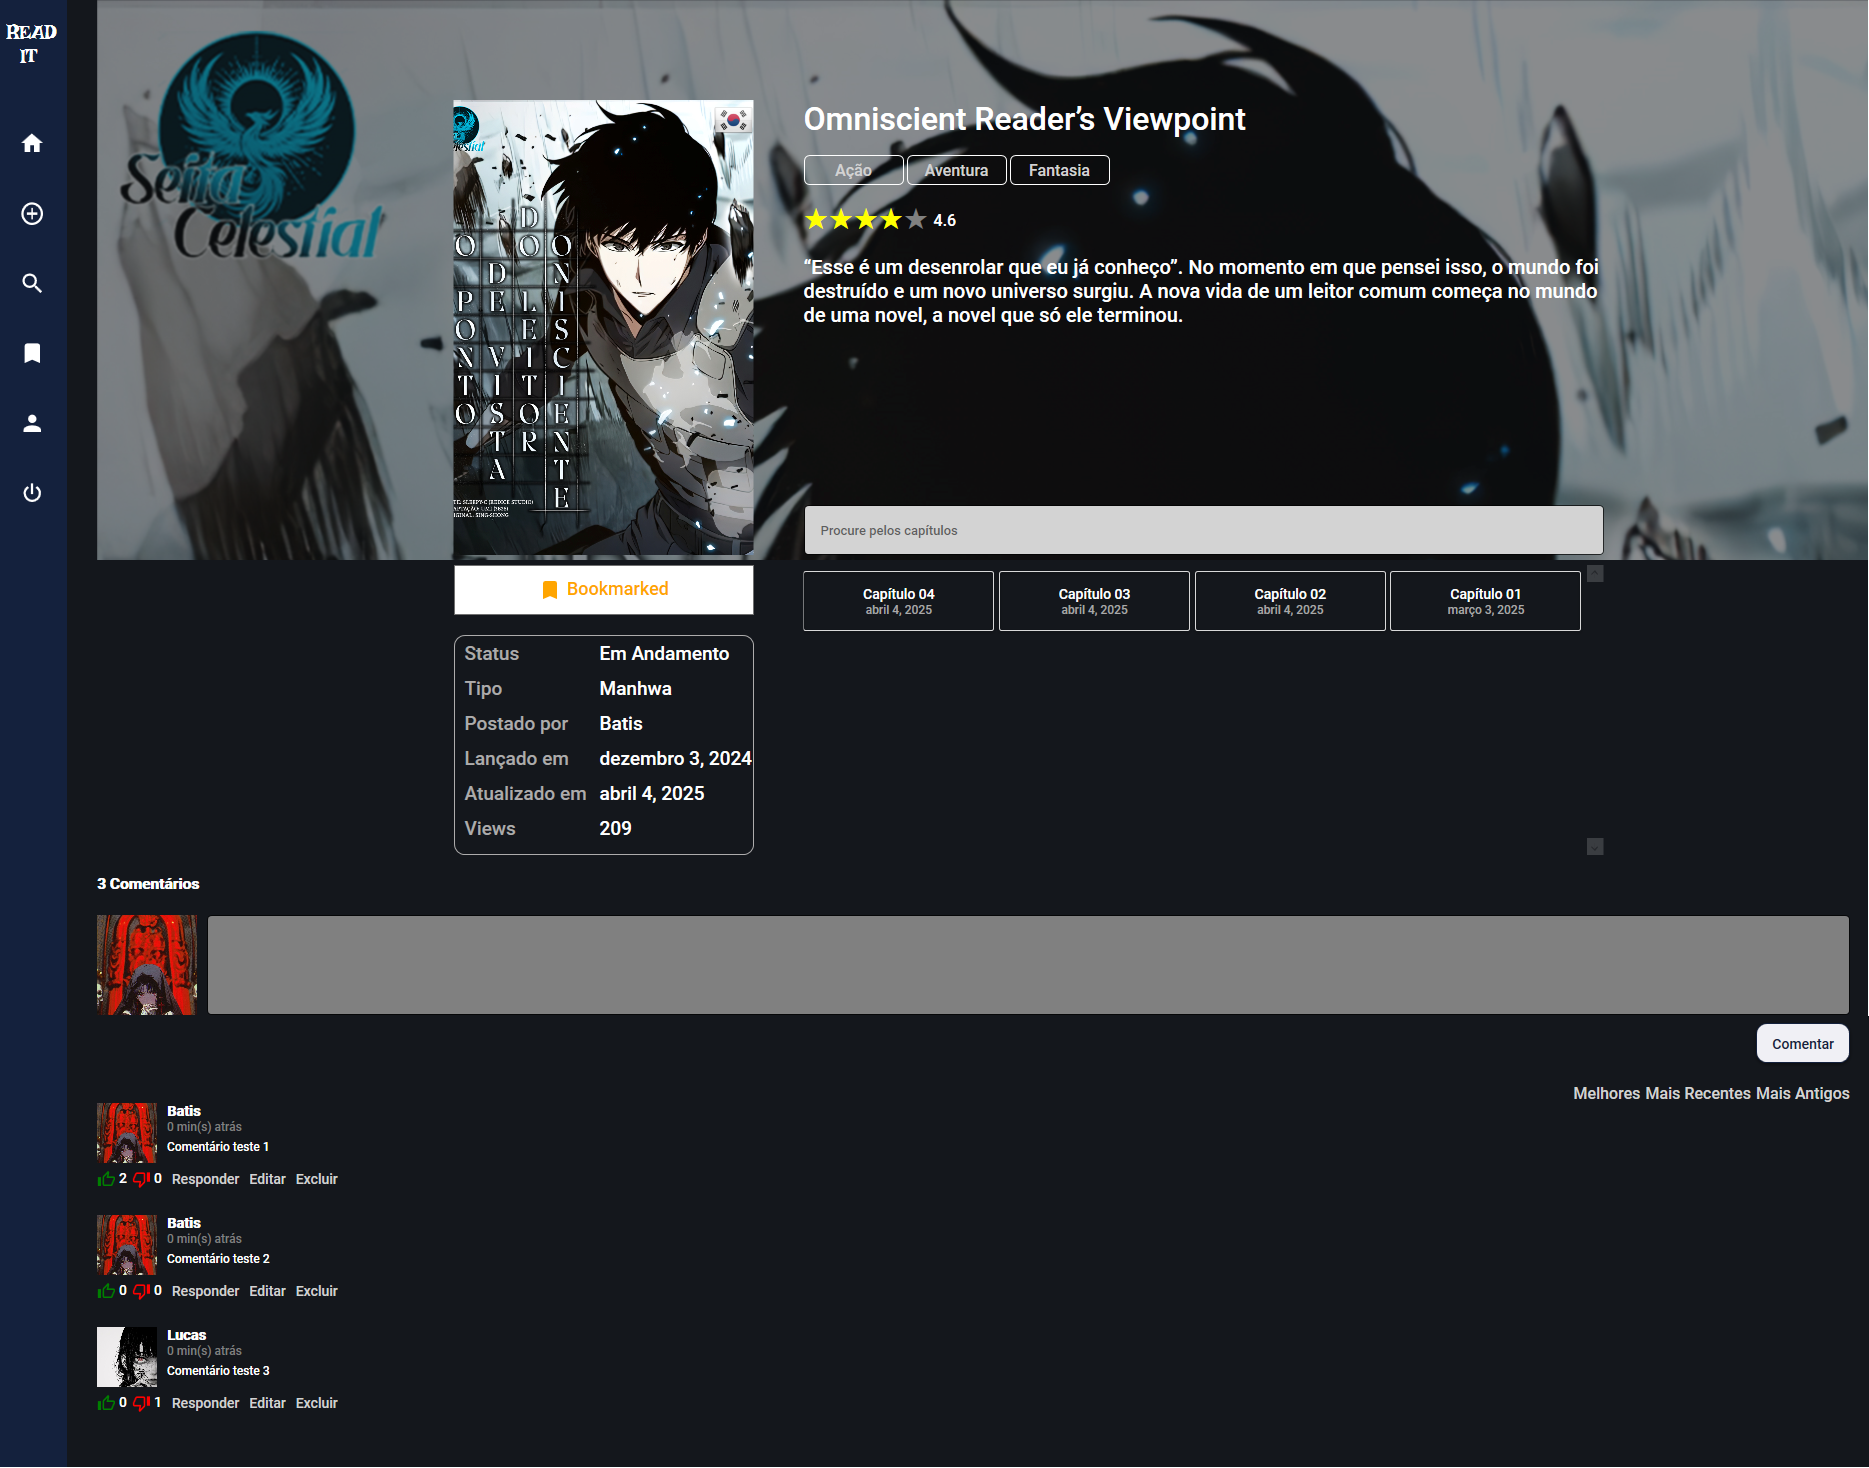 READ
IT
Seita
Celestial
O PONTO
DE VISTA
DO LEITOR
ONISCIENTE
Omniscient Reader’s Viewpoint
Ação
Aventura
Fantasia
4.6
“Esse é um desenrolar que eu já conheço”. No momento em que pensei isso, o mundo foi
destruído e um novo universo surgiu. A nova vida de um leitor comum começa no mundo
de uma novel, a novel que só ele terminou.
Procure pelos capítulos
Bookmarked
Capítulo 04
abril 4, 2025
Capítulo 03
abril 4, 2025
Capítulo 02
abril 4, 2025
Capítulo 01
março 3, 2025
Status Em Andamento
Tipo Manhwa
Postado por Batis
Lançado em dezembro 3, 2024
Atualizado em abril 4, 2025
Views 209
3 Comentários
Comentar
Melhores Mais Recentes Mais Antigos
Batis
0 min(s) atrás
Comentário teste 1
2 0 Responder Editar Excluir
Batis
0 min(s) atrás
Comentário teste 2
0 0 Responder Editar Excluir
Lucas
0 min(s) atrás
Comentário teste 3
0 1 Responder Editar Excluir